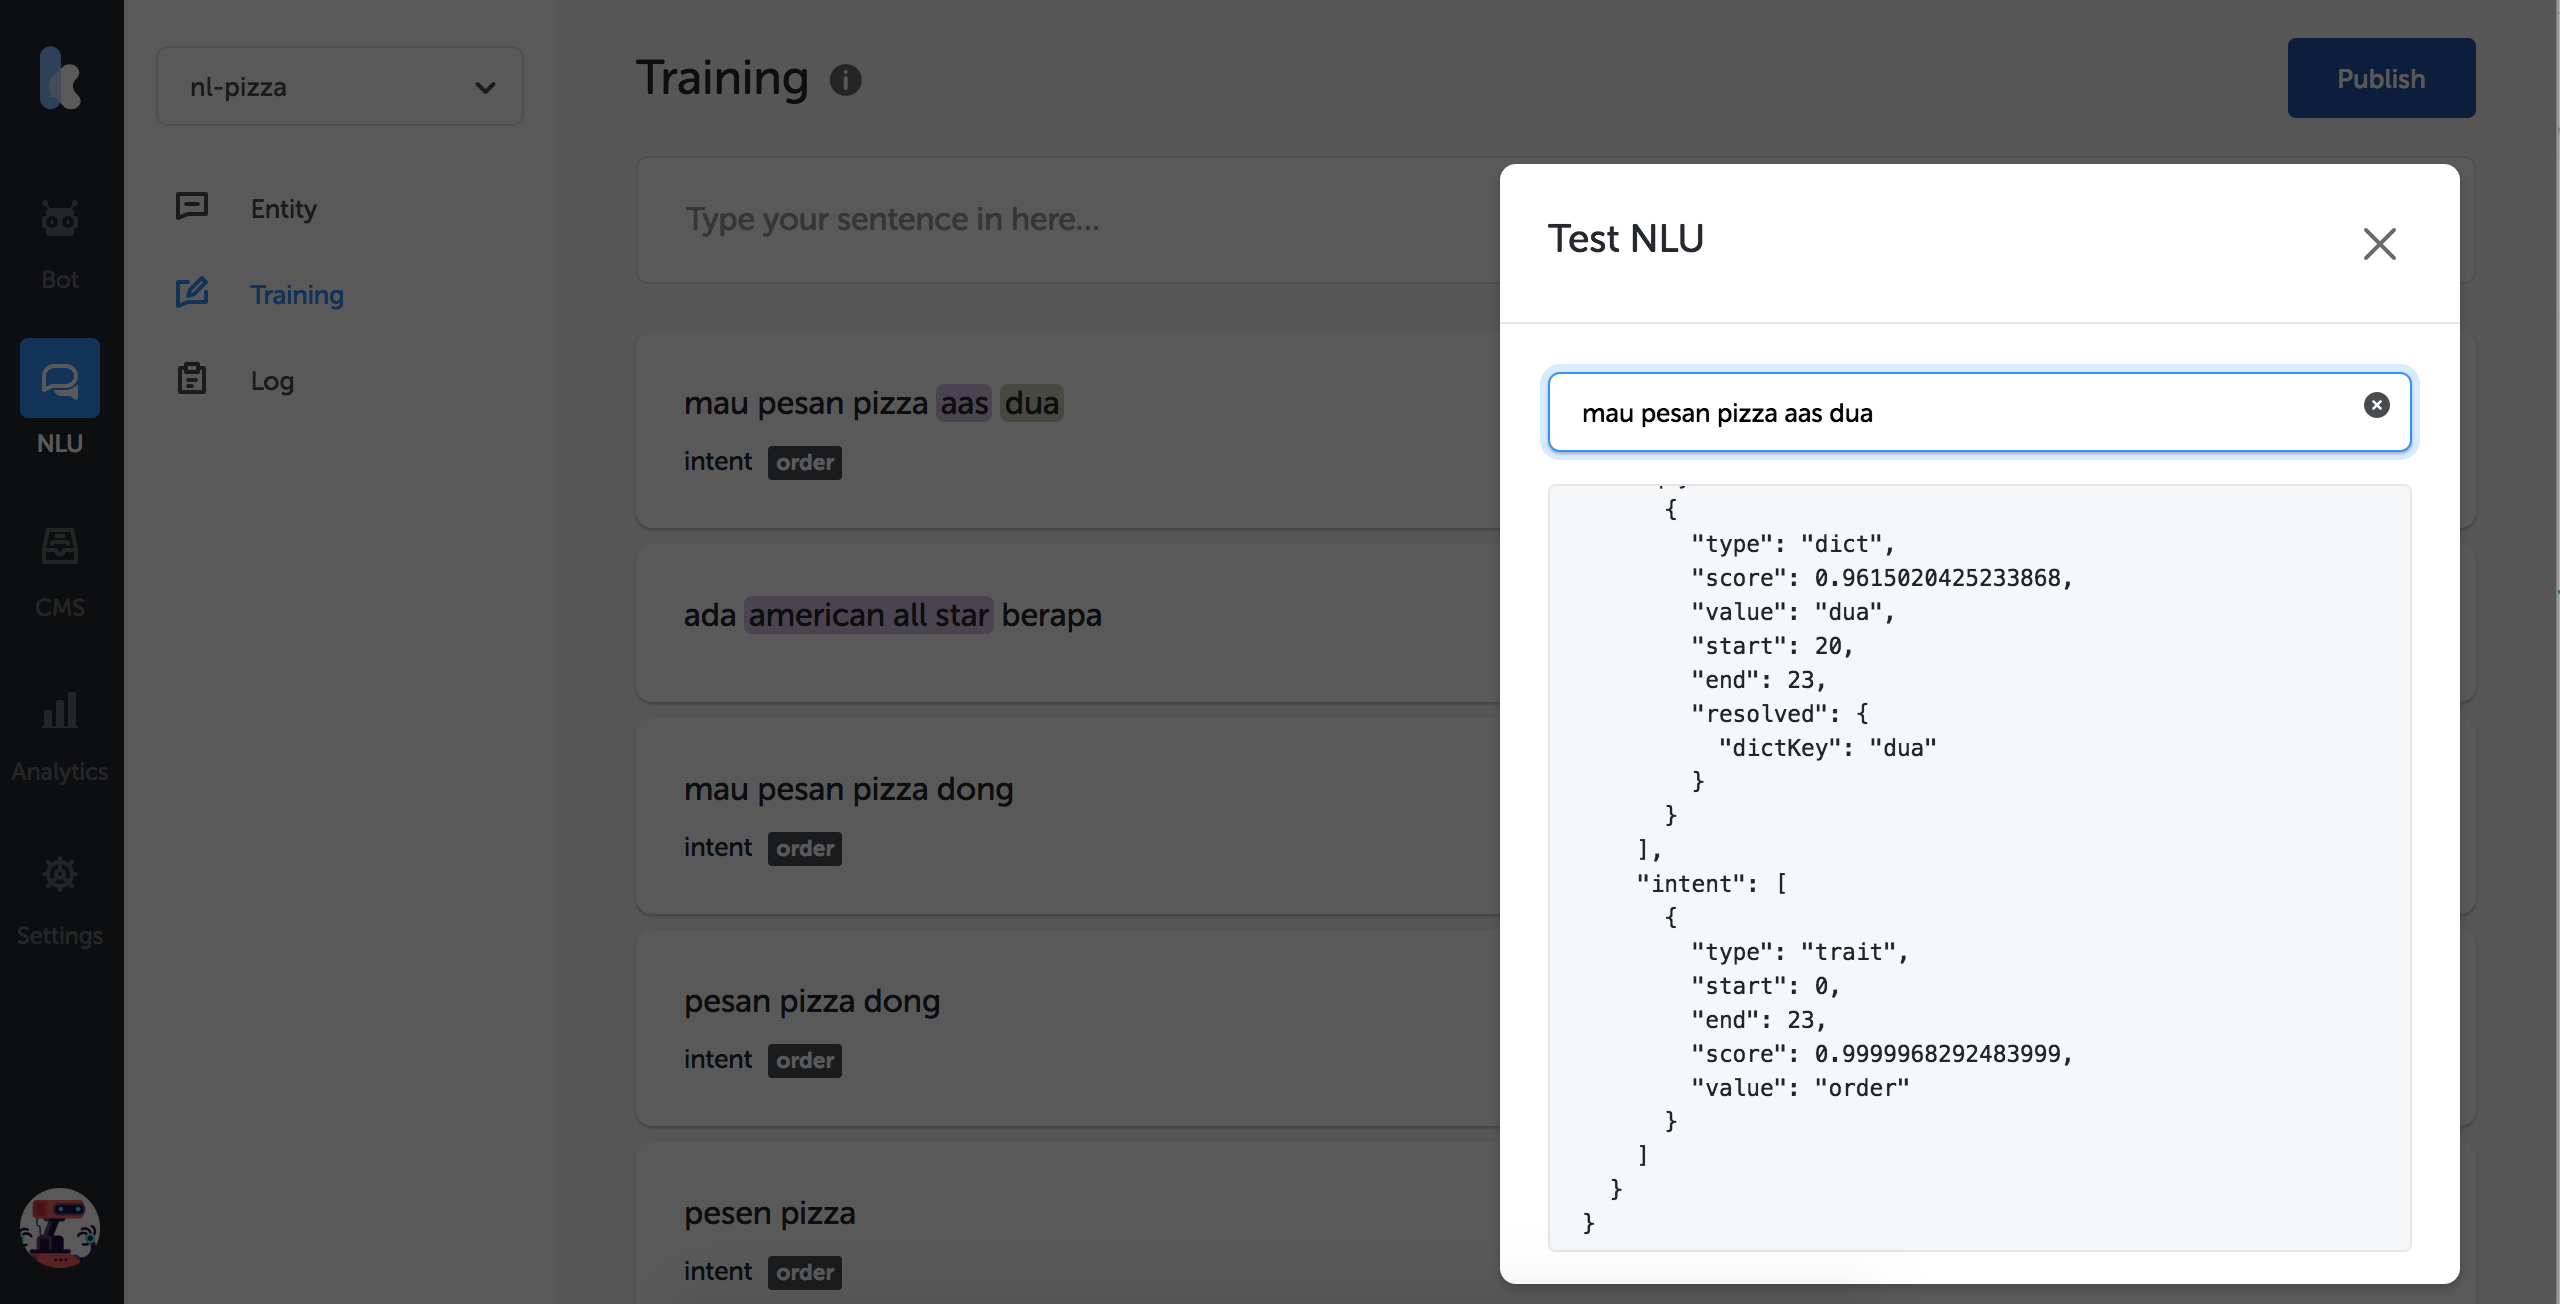 nl-pizza
Entity
Training
Log
Bot
NLU
CMS
Analytics
Settings
Training
Publish
Type your sentence in here...
mau pesan pizza aas dua
intent order
ada american all star berapa
mau pesan pizza dong
intent order
pesan pizza dong
intent order
pesen pizza
intent order
Test NLU
mau pesan pizza aas dua
{
"type": "dict",
"score": 0.9615020425233868,
"value": "dua",
"start": 20,
"end": 23,
"resolved": {
"dictKey": "dua"
}
}
],
"intent": [
{
"type": "trait",
"start": 0,
"end": 23,
"score": 0.9999968292483999,
"value": "order"
}
]
}
}